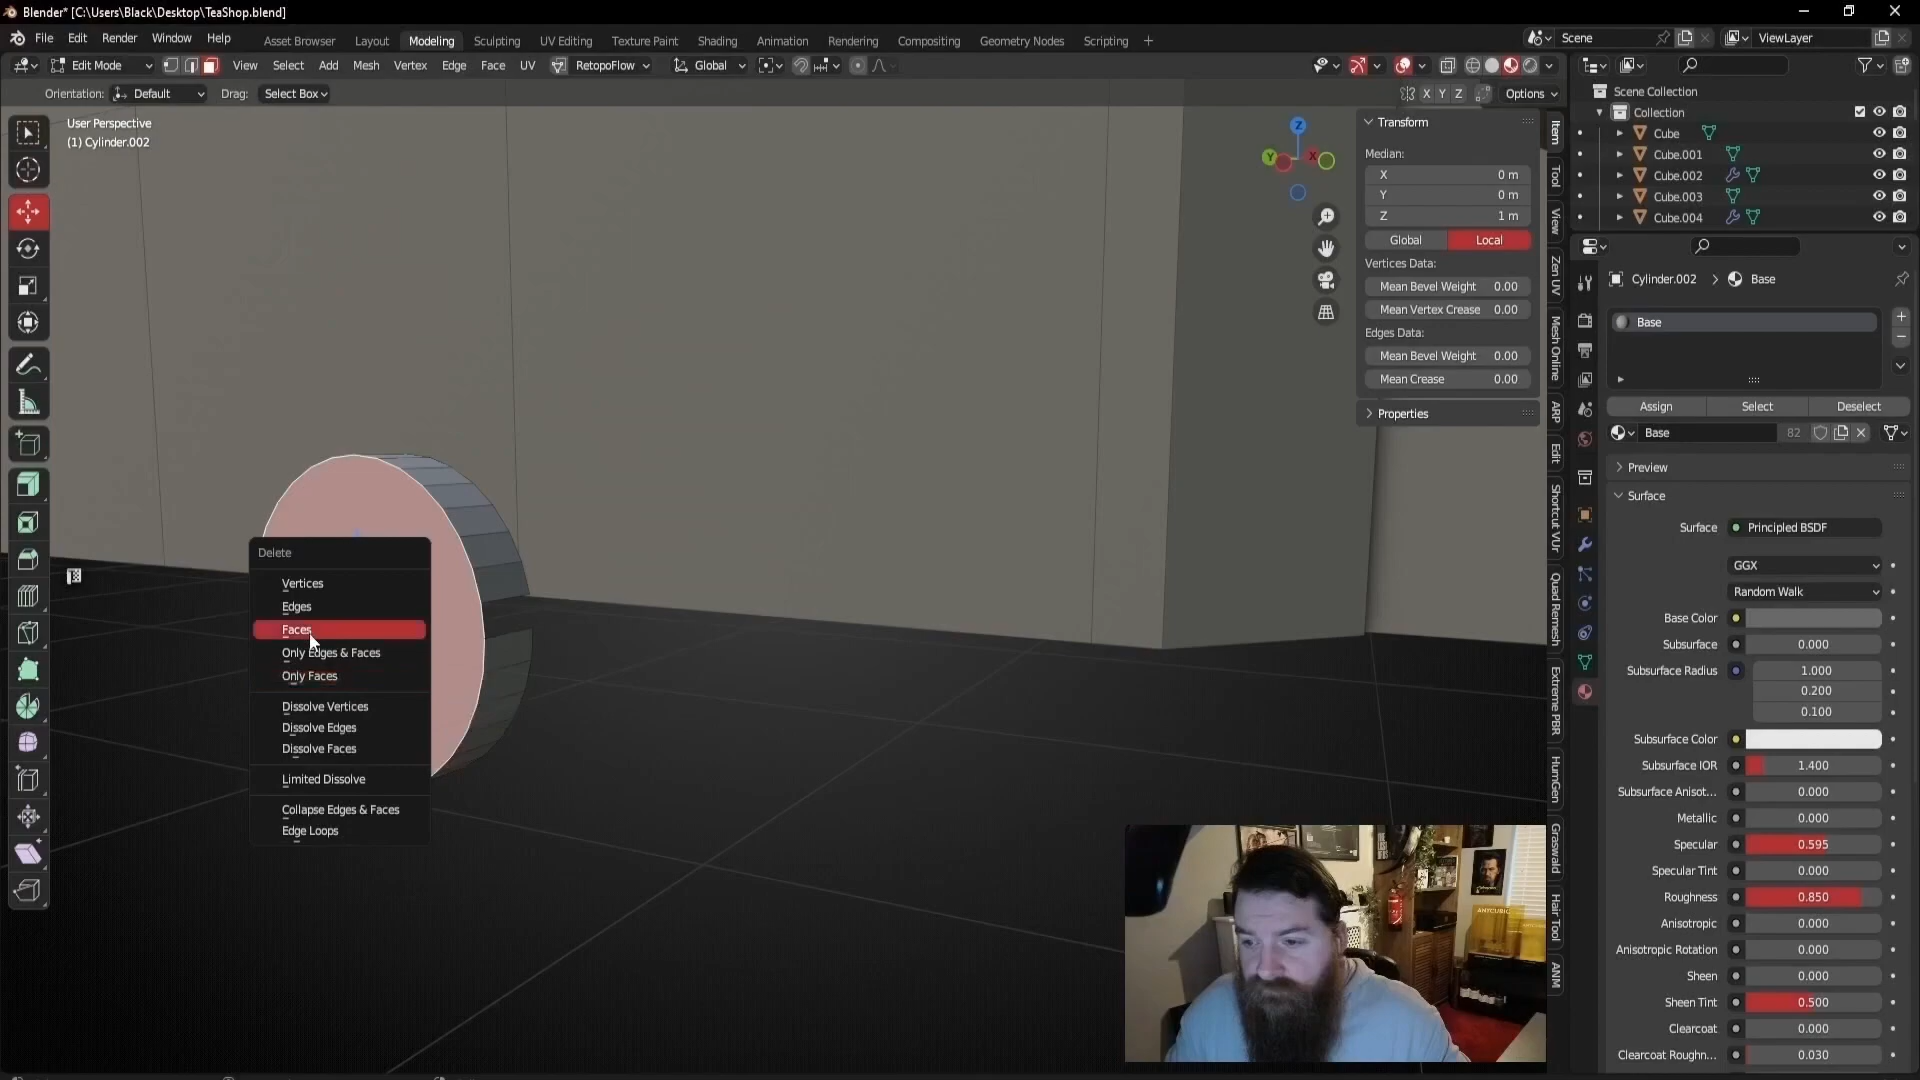 Blender* [C:\Users\Black\Desktop\TeaShop.blend]
File Edit Render Window Help
Asset Browser Layout Modeling Sculpting UV Editing Texture Paint Shading Animation Rendering Compositing Geometry Nodes Scripting +
Scene
ViewLayer
Edit Mode View Select Add Mesh Vertex Edge Face UV RetopoFlow Global
Orientation: Default Drag: Select Box
X Y Z Options
User Perspective
(1) Cylinder.002
Z
Y
X
Transform
Median:
X 0 m
Y 0 m
Z 1 m
Global Local
Vertices Data:
Mean Bevel Weight 0.00
Mean Vertex Crease 0.00
Edges Data:
Mean Bevel Weight 0.00
Mean Crease 0.00
Properties
Item
Tool
View
Zen UV
Mesh Online
ARP
Edit
Shortcut VUr
Quad Remesh
Extreme PBR
HumGen
Graswald
Hair Tool
ANM
Delete
Vertices
Edges
Faces
Only Edges & Faces
Only Faces
Dissolve Vertices
Dissolve Edges
Dissolve Faces
Limited Dissolve
Collapse Edges & Faces
Edge Loops
Scene Collection
Collection
Cube
Cube.001
Cube.002
Cube.003
Cube.004
Cylinder.002 > Base
Base
Assign Select Deselect
Base 82
Preview
Surface
Surface Principled BSDF
GGX
Random Walk
Base Color
Subsurface 0.000
Subsurface Radius 1.000
0.200
0.100
Subsurface Color
Subsurface IOR 1.400
Subsurface Anisot... 0.000
Metallic 0.000
Specular 0.595
Specular Tint 0.000
Roughness 0.850
Anisotropic 0.000
Anisotropic Rotation 0.000
Sheen 0.000
Sheen Tint 0.500
Clearcoat 0.000
Clearcoat Roughn... 0.030
ANYCUBIC